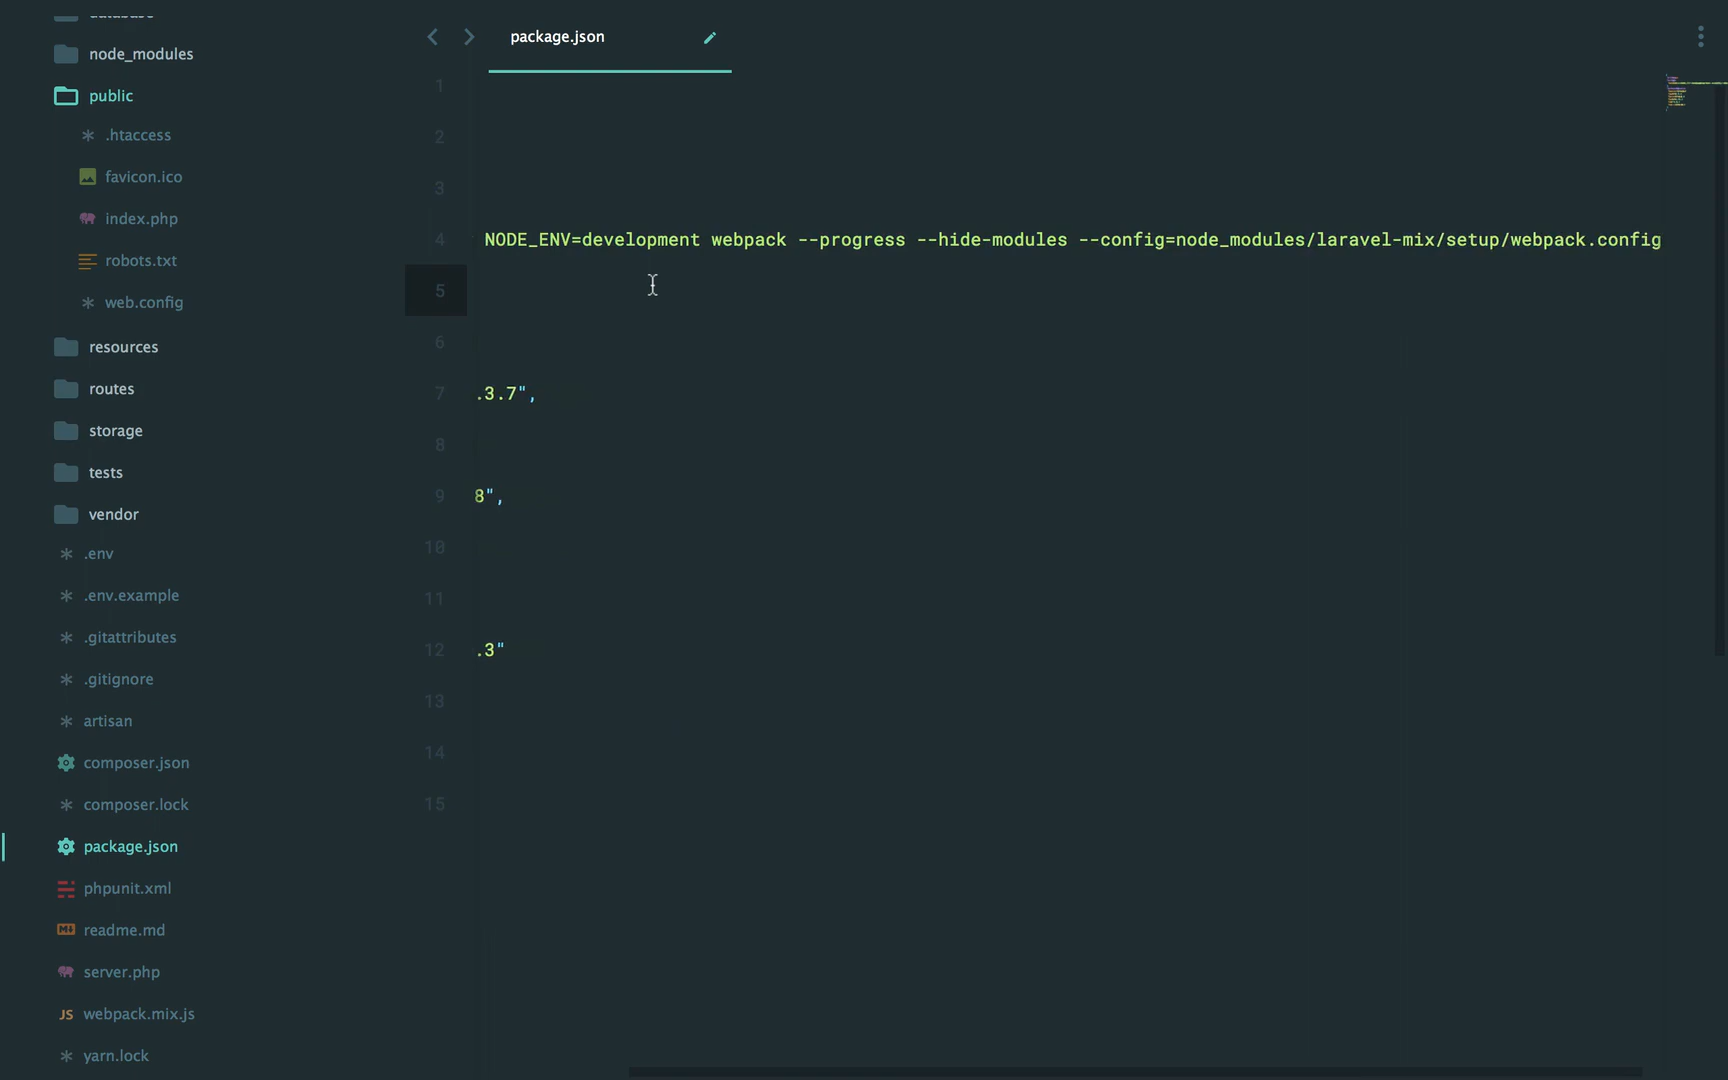 database
node_modules
public
.htaccess
favicon.ico
index.php
robots.txt
web.config
resources
routes
storage
tests
vendor
.env
.env.example
.gitattributes
.gitignore
artisan
composer.json
composer.lock
package.json
phpunit.xml
readme.md
server.php
JS webpack.mix.js
yarn.lock
package.json
1
2
3
4 NODE_ENV=development webpack --progress --hide-modules --config=node_modules/laravel-mix/setup/webpack.config
5
6
7 .3.7",
8
9 8",
10
11
12 .3"
13
14
15